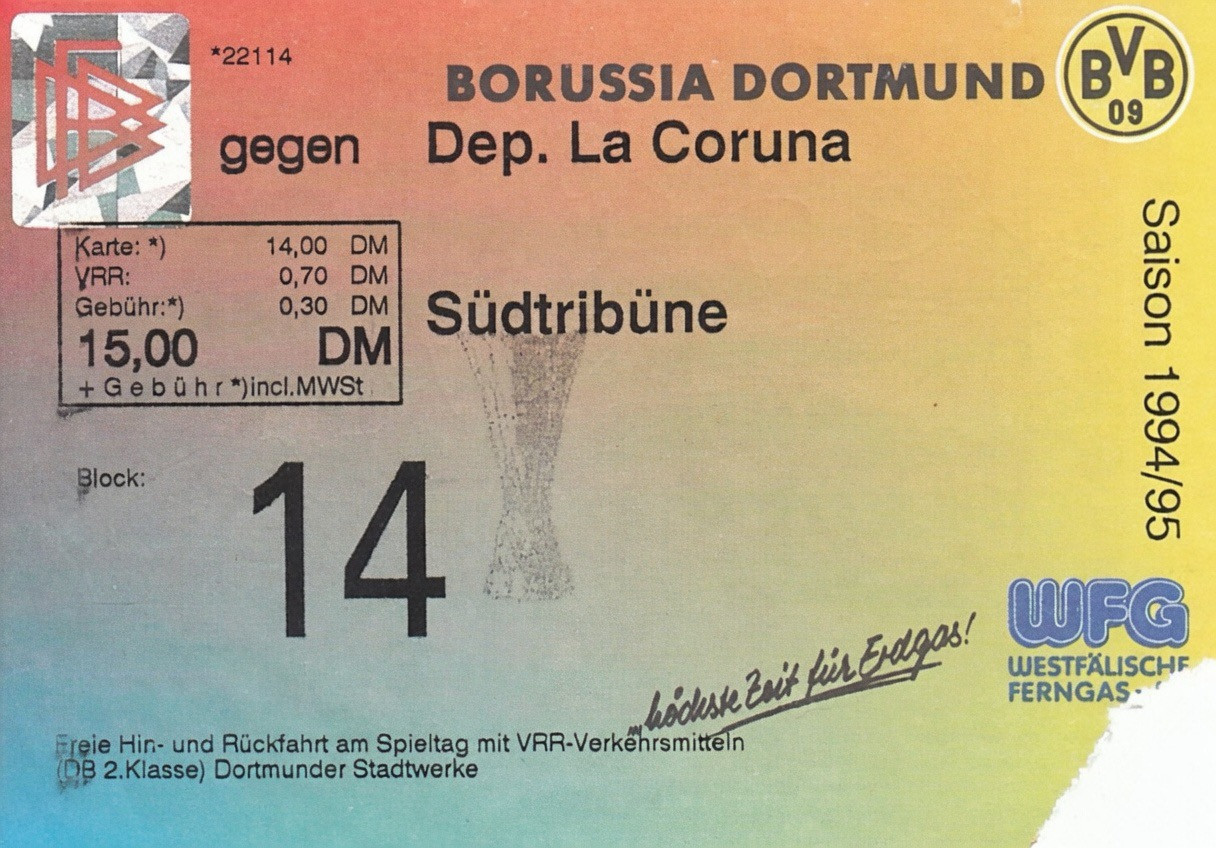 *22114
BORUSSIA DORTMUND
BVB
09
gegen Dep. La Coruna
Karte: *) 14,00 DM
VRR: 0,70 DM
Gebühr:*) 0,30 DM
15,00 DM
+ Gebühr*)incl.MWSt
Südtribüne
Saison 1994/95
Block:
14
WFG
WESTFÄLISCHE
FERNGAS-
...höchste Zeit für Erdgas!
Freie Hin- und Rückfahrt am Spieltag mit VRR-Verkehrsmitteln
(DB 2.Klasse) Dortmunder Stadtwerke